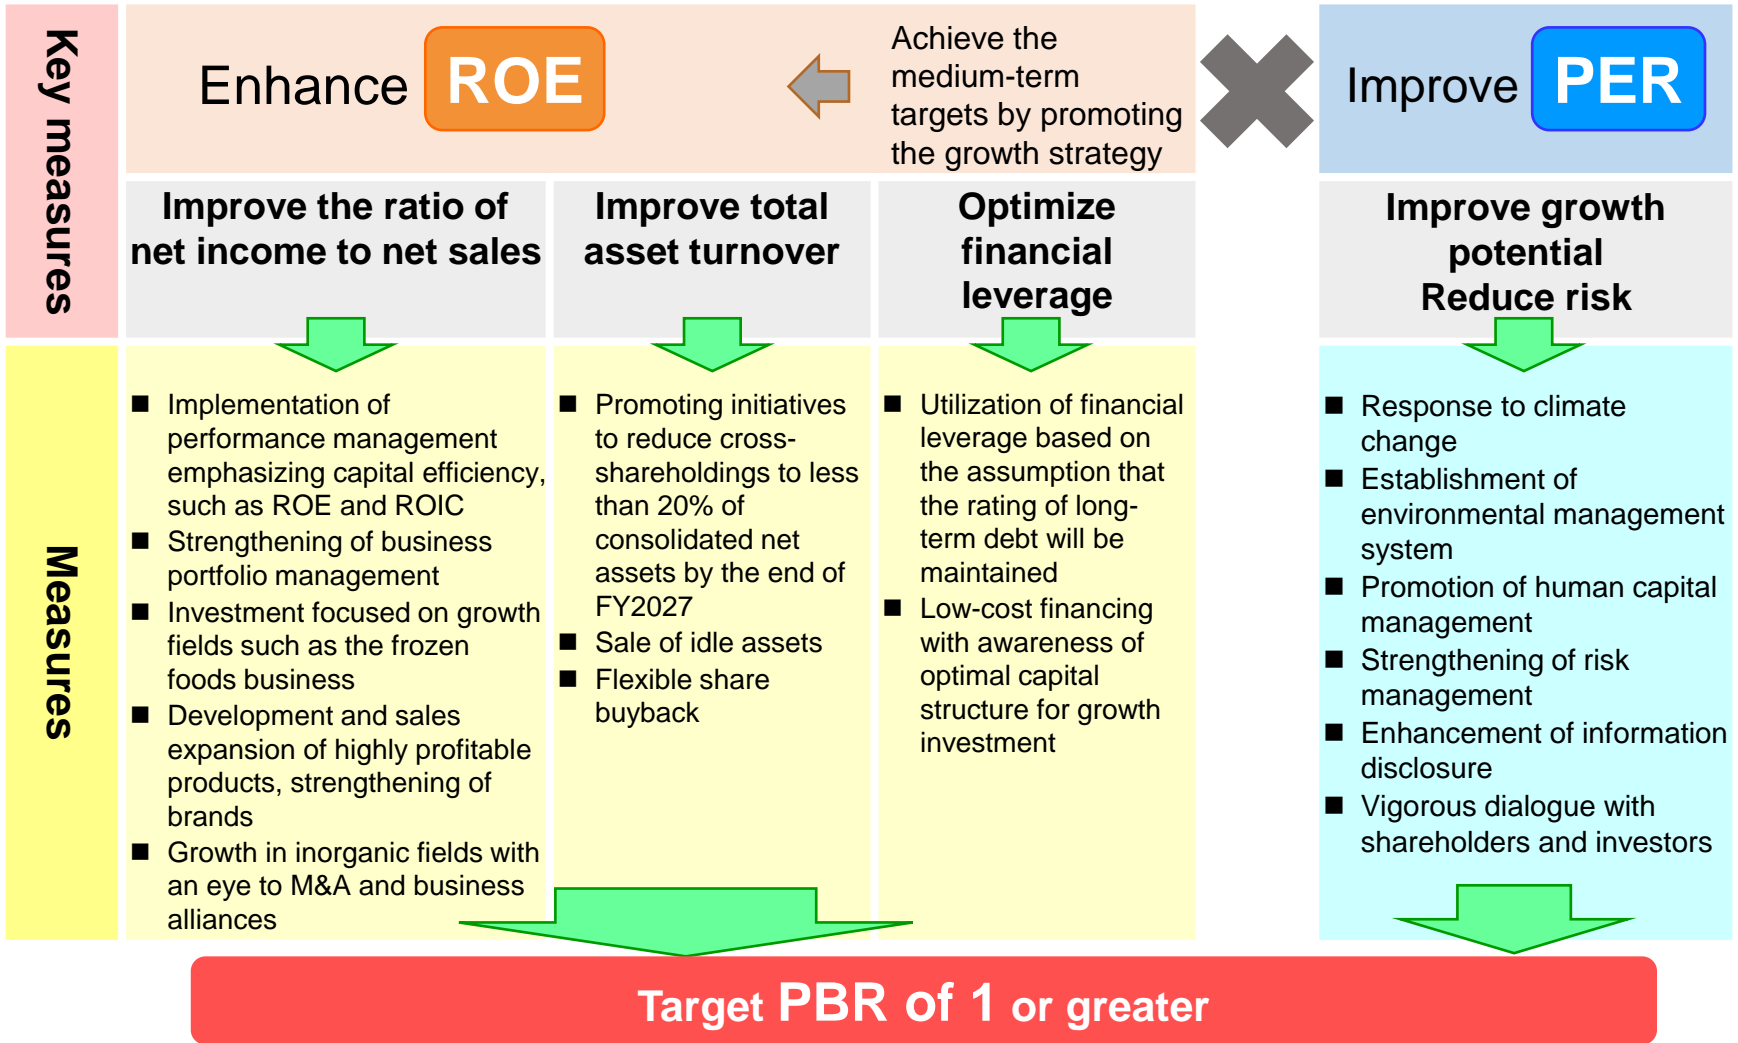 Key measures
Enhance ROE
Achieve the
medium-term
targets by promoting
the growth strategy
Improve PER
Improve the ratio of
net income to net sales
Improve total
asset turnover
Optimize
financial
leverage
Improve growth
potential
Reduce risk
Measures
■ Implementation of
performance management
emphasizing capital efficiency,
such as ROE and ROIC
■ Strengthening of business
portfolio management
■ Investment focused on growth
fields such as the frozen
foods business
■ Development and sales
expansion of highly profitable
products, strengthening of
brands
■ Growth in inorganic fields with
an eye to M&A and business
alliances
■ Promoting initiatives
to reduce cross-
shareholdings to less
than 20% of
consolidated net
assets by the end of
FY2027
■ Sale of idle assets
■ Flexible share
buyback
■ Utilization of financial
leverage based on
the assumption that
the rating of long-
term debt will be
maintained
■ Low-cost financing
with awareness of
optimal capital
structure for growth
investment
■ Response to climate
change
■ Establishment of
environmental management
system
■ Promotion of human capital
management
■ Strengthening of risk
management
■ Enhancement of information
disclosure
■ Vigorous dialogue with
shareholders and investors
Target PBR of 1 or greater